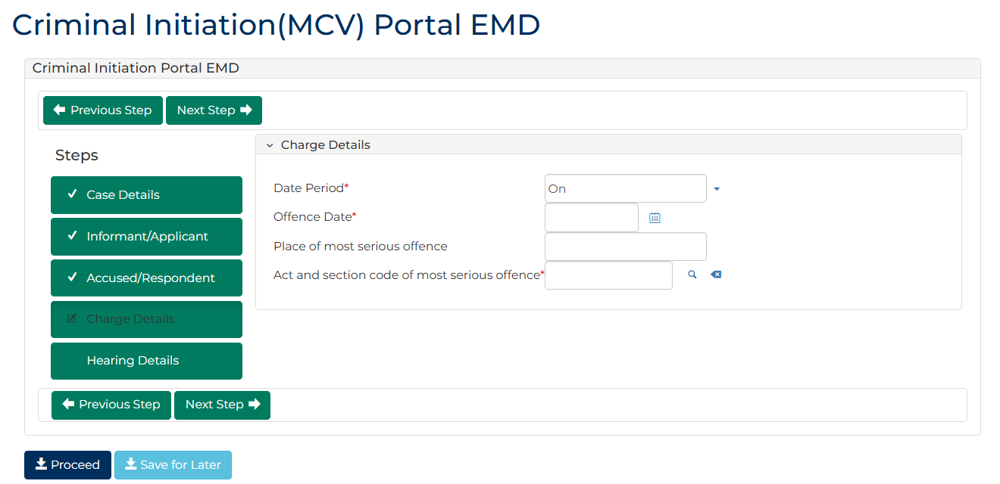 Criminal Initiation(MCV) Portal EMD
Criminal Initiation Portal EMD
Previous Step Next Step
Steps
Case Details
Informant/Applicant
Accused/Respondent
Charge Details
Hearing Details
Charge Details
Date Period* On
Offence Date*
Place of most serious offence
Act and section code of most serious offence*
Previous Step Next Step
Proceed Save for Later